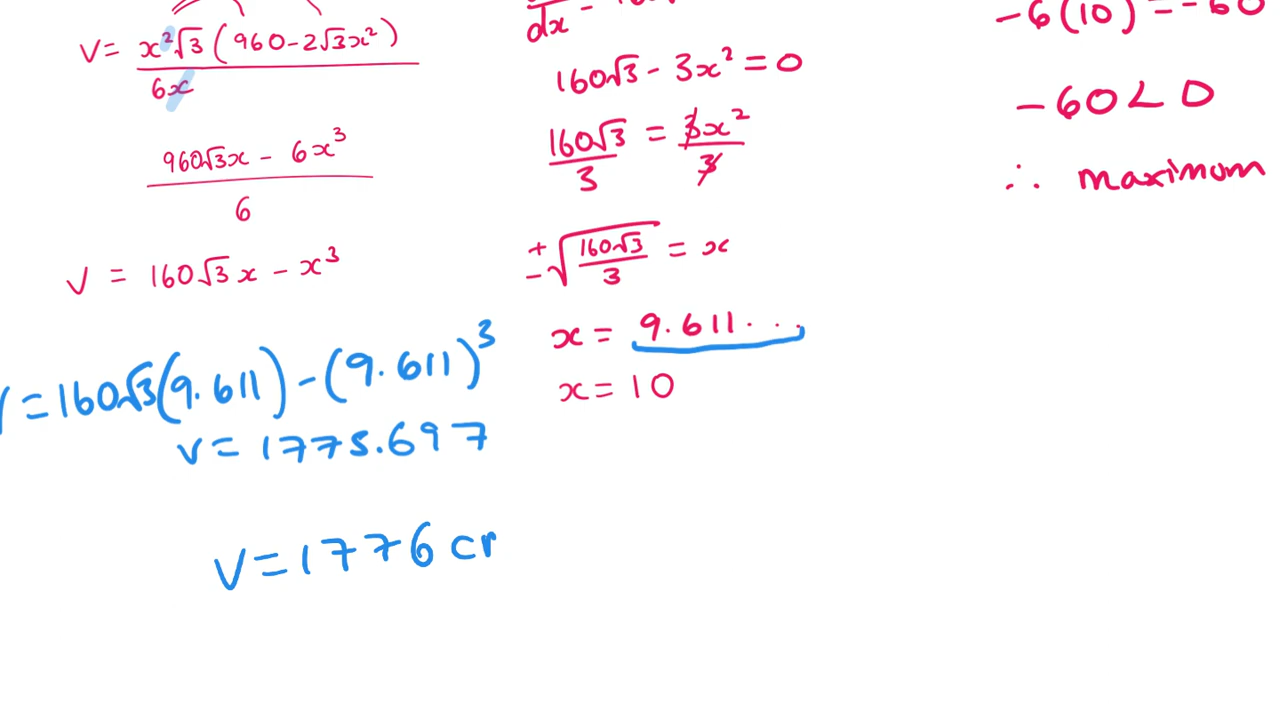 V = x²√3 (960-2√3x²)
6x
960√3x - 6x³
6
V = 160√3 x - x³
V = 160√3(9.611) - (9.611)³
V = 1775.697
V = 1776 cr
dx
160√3 - 3x² = 0
160√3 = 3x²
3 3
+
- √160√3 = x
3
x = 9.611...
x = 10
-6(10) = -60
-60 < 0
∴ maximum